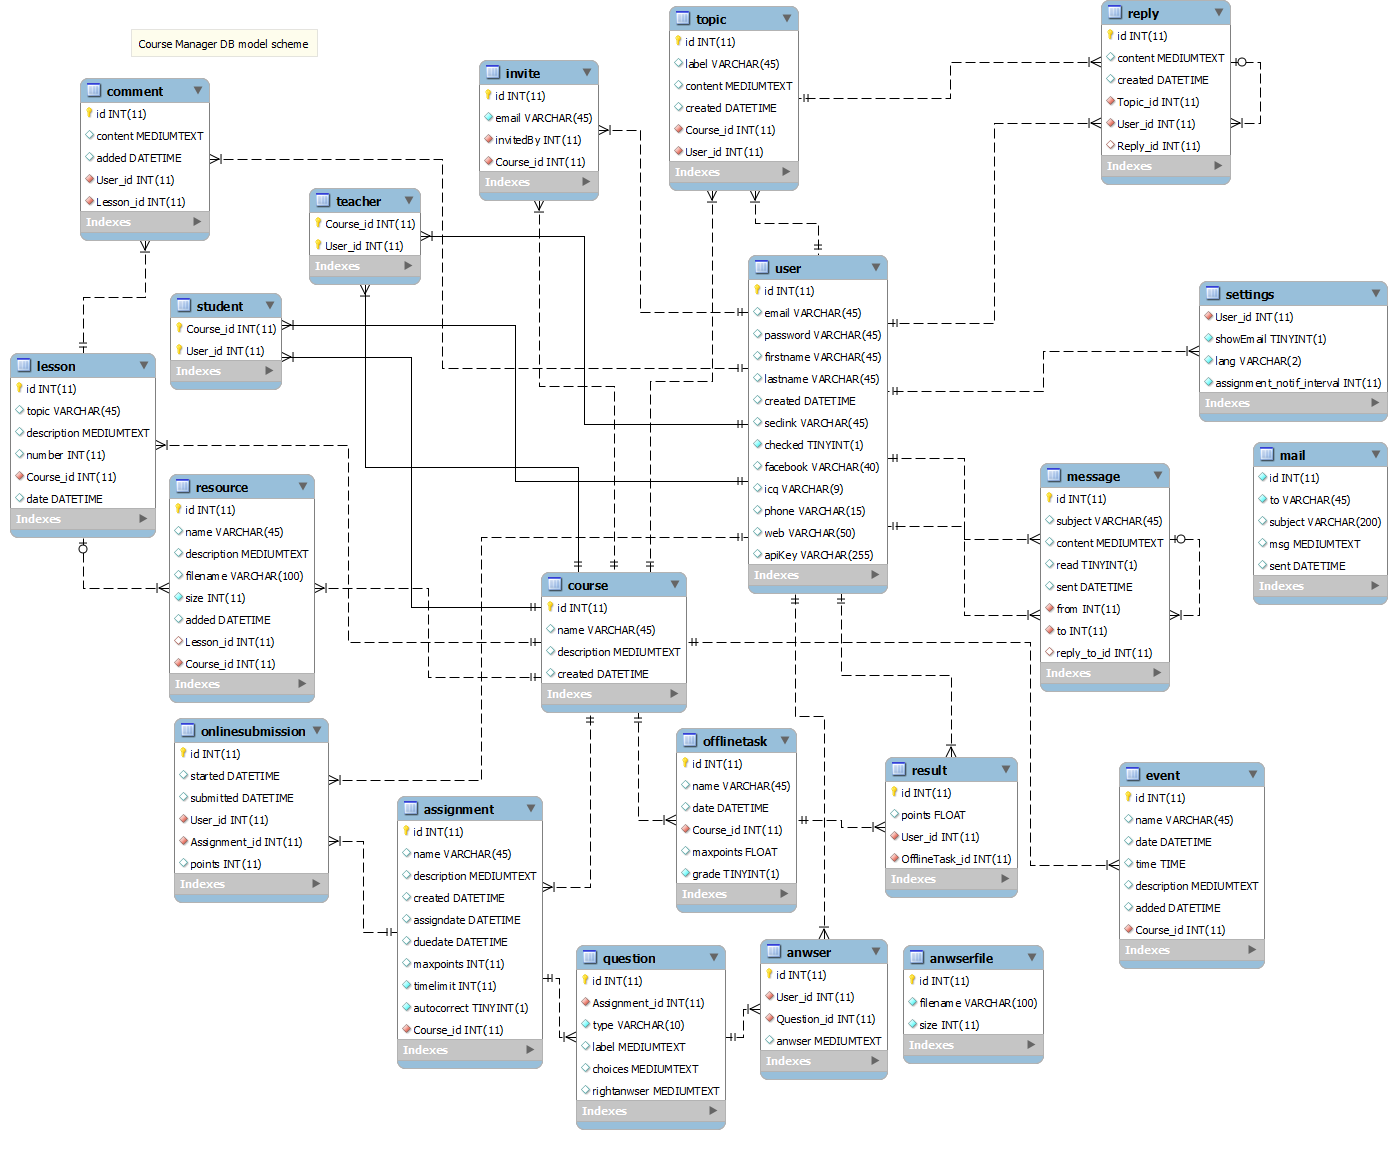 Course Manager DB model scheme
comment
id INT(11)
content MEDIUMTEXT
added DATETIME
User_id INT(11)
Lesson_id INT(11)
Indexes
invite
id INT(11)
email VARCHAR(45)
invitedBy INT(11)
Course_id INT(11)
Indexes
topic
id INT(11)
label VARCHAR(45)
content MEDIUMTEXT
created DATETIME
Course_id INT(11)
User_id INT(11)
Indexes
reply
id INT(11)
content MEDIUMTEXT
created DATETIME
Topic_id INT(11)
User_id INT(11)
Reply_id INT(11)
Indexes
teacher
Course_id INT(11)
User_id INT(11)
Indexes
student
Course_id INT(11)
User_id INT(11)
Indexes
user
id INT(11)
email VARCHAR(45)
password VARCHAR(45)
firstname VARCHAR(45)
lastname VARCHAR(45)
created DATETIME
seclink VARCHAR(45)
checked TINYINT(1)
facebook VARCHAR(40)
icq VARCHAR(9)
phone VARCHAR(15)
web VARCHAR(50)
apiKey VARCHAR(255)
Indexes
settings
User_id INT(11)
showEmail TINYINT(1)
lang VARCHAR(2)
assignment_notif_interval INT(11)
Indexes
lesson
id INT(11)
topic VARCHAR(45)
description MEDIUMTEXT
number INT(11)
Course_id INT(11)
date DATETIME
Indexes
resource
id INT(11)
name VARCHAR(45)
description MEDIUMTEXT
filename VARCHAR(100)
size INT(11)
added DATETIME
Lesson_id INT(11)
Course_id INT(11)
Indexes
message
id INT(11)
subject VARCHAR(45)
content MEDIUMTEXT
read TINYINT(1)
sent DATETIME
from INT(11)
to INT(11)
reply_to_id INT(11)
Indexes
mail
id INT(11)
to VARCHAR(45)
subject VARCHAR(200)
msg MEDIUMTEXT
sent DATETIME
Indexes
course
id INT(11)
name VARCHAR(45)
description MEDIUMTEXT
created DATETIME
Indexes
onlinesubmission
id INT(11)
started DATETIME
submitted DATETIME
User_id INT(11)
Assignment_id INT(11)
points INT(11)
Indexes
assignment
id INT(11)
name VARCHAR(45)
description MEDIUMTEXT
created DATETIME
assigndate DATETIME
duedate DATETIME
maxpoints INT(11)
timelimit INT(11)
autocorrect TINYINT(1)
Course_id INT(11)
Indexes
offlinetask
id INT(11)
name VARCHAR(45)
date DATETIME
Course_id INT(11)
maxpoints FLOAT
grade TINYINT(1)
Indexes
result
id INT(11)
points FLOAT
User_id INT(11)
OfflineTask_id INT(11)
Indexes
event
id INT(11)
name VARCHAR(45)
date DATETIME
time TIME
description MEDIUMTEXT
added DATETIME
Course_id INT(11)
Indexes
question
id INT(11)
Assignment_id INT(11)
type VARCHAR(10)
label MEDIUMTEXT
choices MEDIUMTEXT
rightanwser MEDIUMTEXT
Indexes
anwser
id INT(11)
User_id INT(11)
Question_id INT(11)
anwser MEDIUMTEXT
Indexes
anwserfile
id INT(11)
filename VARCHAR(100)
size INT(11)
Indexes